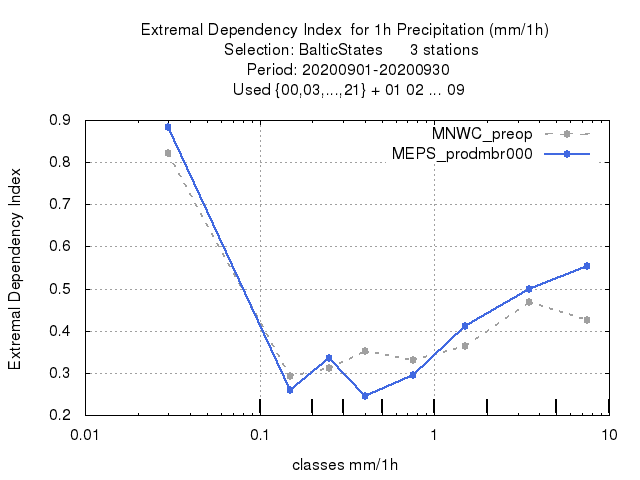 Extremal Dependency Index  for 1h Precipitation (mm/1h)
Selection: BalticStates      3 stations
Period: 20200901-20200930
Used {00,03,...,21} + 01 02 ... 09
MNWC_preop
MEPS_prodmbr000
Extremal Dependency Index
0.9
0.8
0.7
0.6
0.5
0.4
0.3
0.2
0.01
0.1
1
10
classes mm/1h